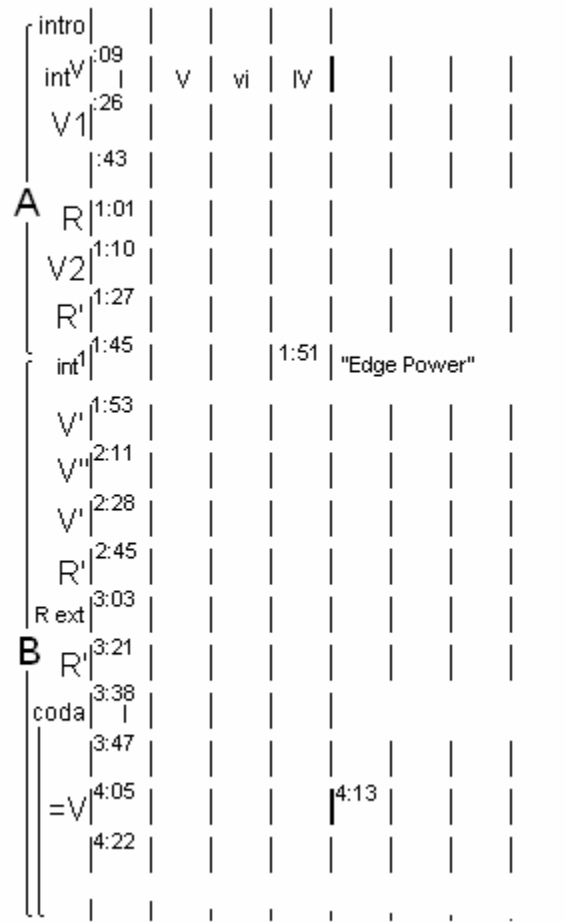 intro
:09
intV I V vi IV
:26
V1
:43
A
R 1:01
1:10
V2
1:27
R'
int1 1:45 1:51 "Edge Power"
1:53
V'
2:11
V"
2:28
V'
2:45
R'
R ext 3:03
B
3:21
R'
3:38
coda I
3:47
=V 4:05 4:13
4:22